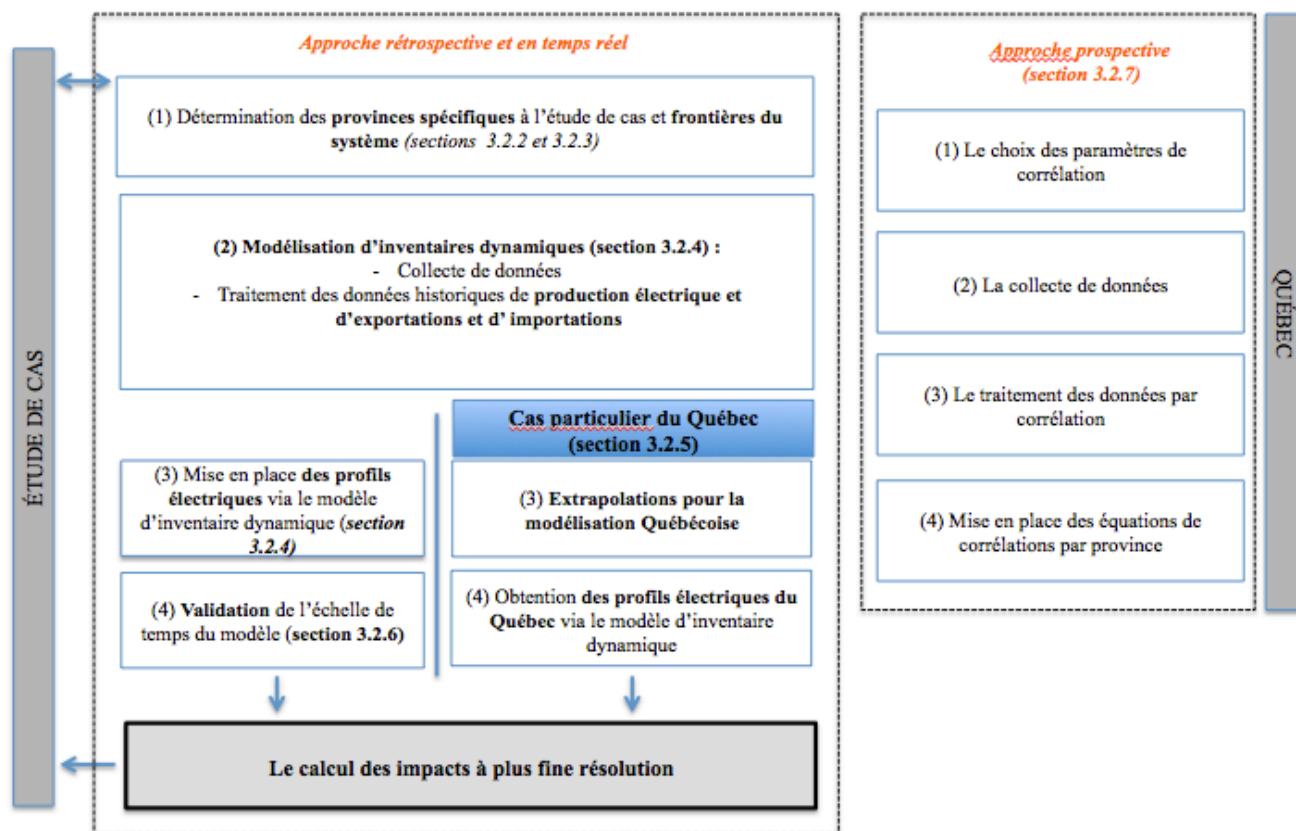 ÉTUDE DE CAS
Approche rétrospective et en temps réel
(1) Détermination des provinces spécifiques à l'étude de cas et frontières du
système (sections 3.2.2 et 3.2.3)
(2) Modélisation d'inventaires dynamiques (section 3.2.4) :
- Collecte de données
- Traitement des données historiques de production électrique et
d'exportations et d' importations
Cas particulier du Québec
(section 3.2.5)
(3) Mise en place des profils
électriques via le modèle
d'inventaire dynamique (section
3.2.4)
(3) Extrapolations pour la
modélisation Québécoise
(4) Validation de l'échelle de
temps du modèle (section 3.2.6)
(4) Obtention des profils électriques du
Québec via le modèle d'inventaire
dynamique
Le calcul des impacts à plus fine résolution
Approche prospective
(section 3.2.7)
(1) Le choix des paramètres de
corrélation
(2) La collecte de données
(3) Le traitement des données par
corrélation
(4) Mise en place des équations de
corrélations par province
QUÉBEC